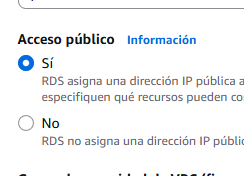 Acceso público Información
Sí
RDS asigna una dirección IP pública a
especifiquen qué recursos pueden co
No
RDS no asigna una dirección IP públic